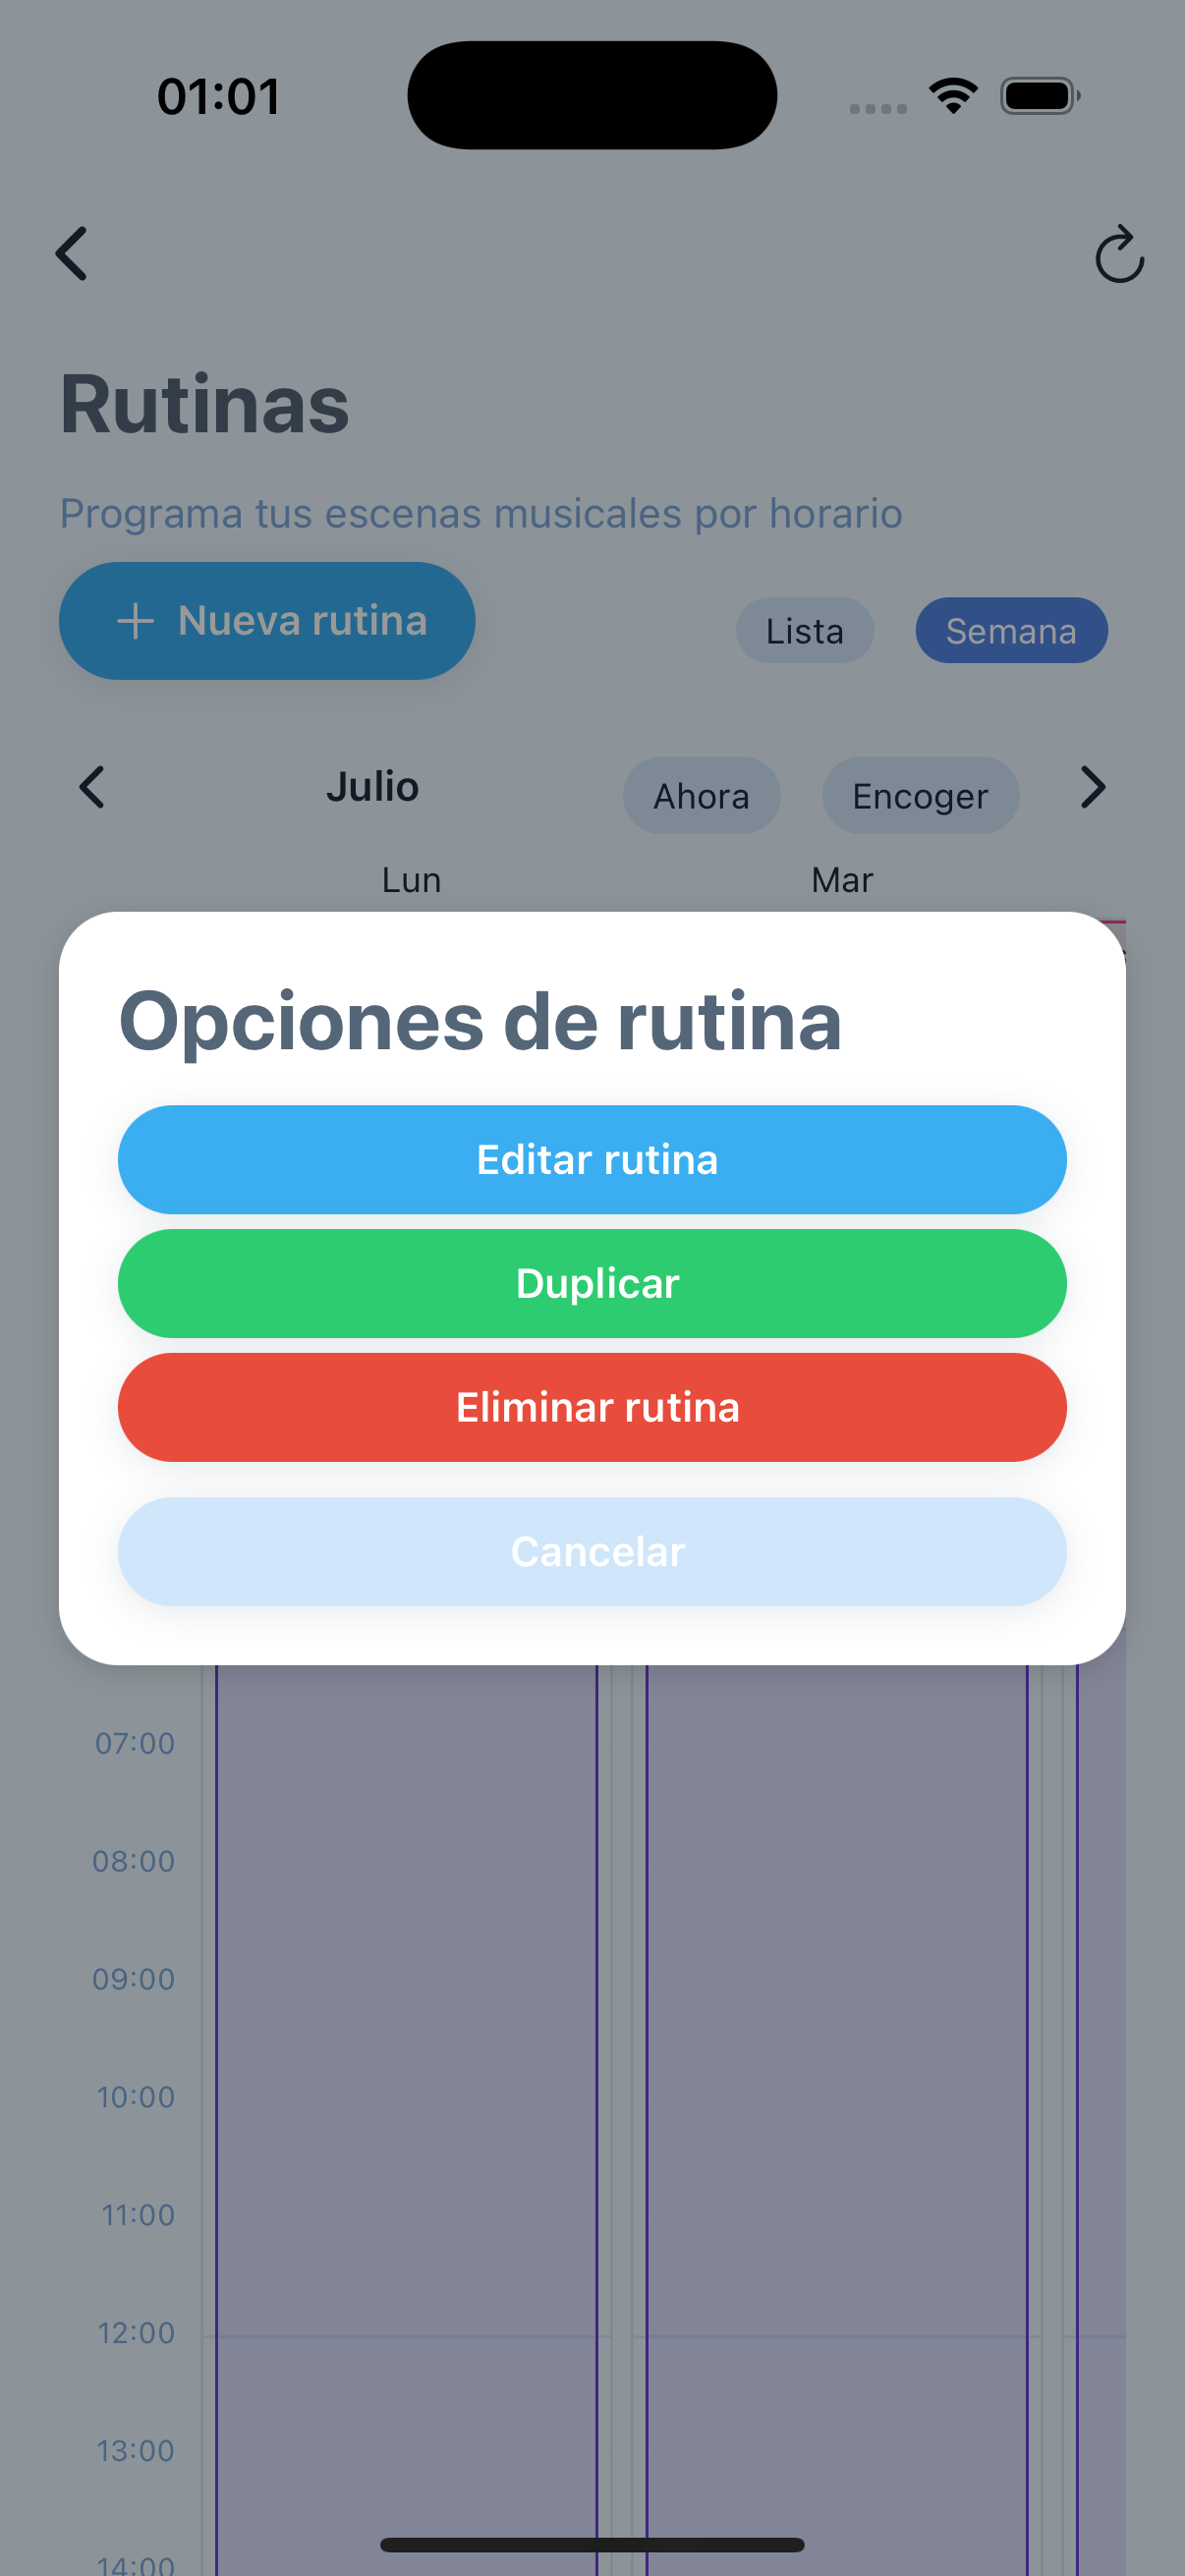 01:01
Rutinas
Programa tus escenas musicales por horario
Nueva rutina
Lista
Semana
Julio
Ahora
Encoger
Lun
Mar
Opciones de rutina
Editar rutina
Duplicar
Eliminar rutina
Cancelar
07:00
08:00
09:00
10:00
11:00
12:00
13:00
14:00